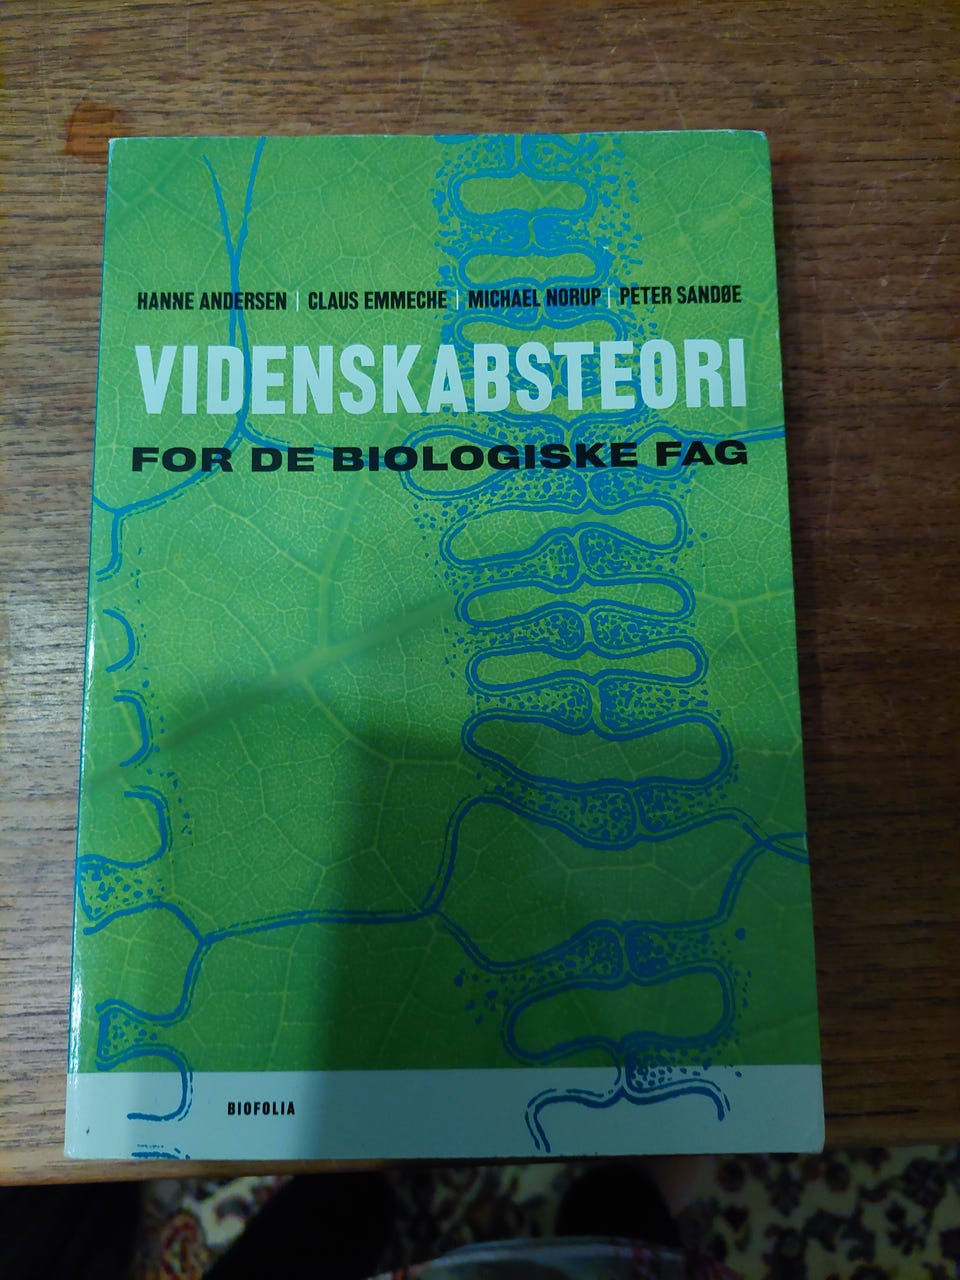 HANNE ANDERSEN | CLAUS EMMECHE | MICHAEL NORUP | PETER SANDØE
VIDENSKABSTEORI
FOR DE BIOLOGISKE FAG
BIOFOLIA